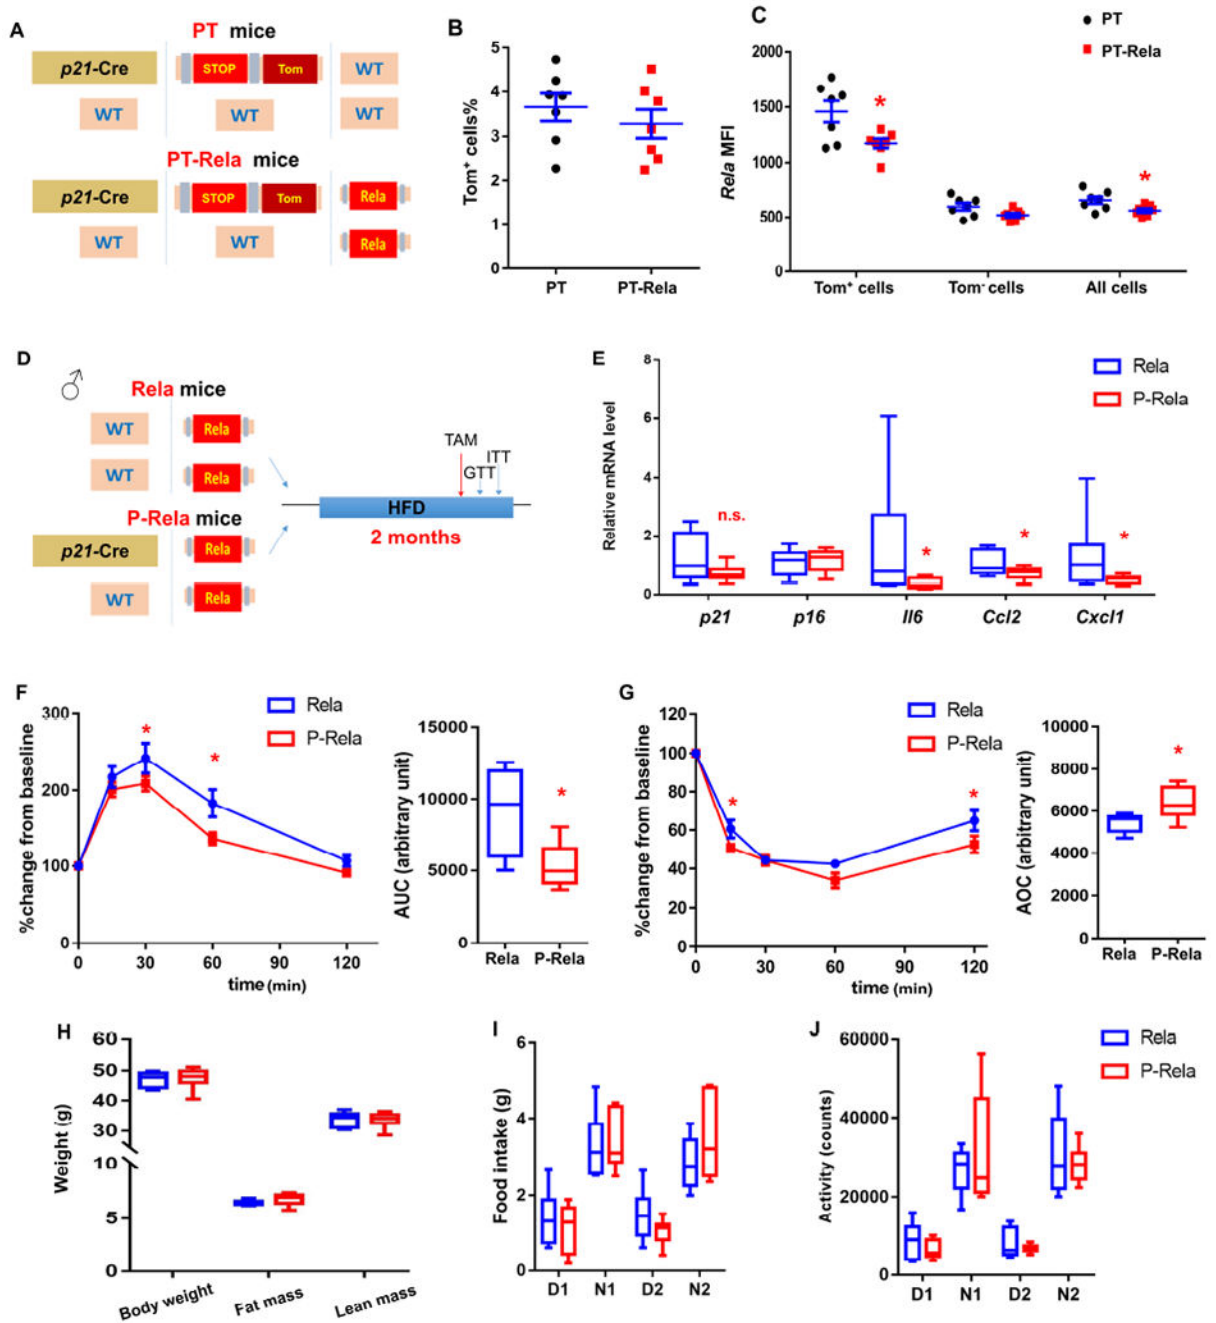 A
PT mice
p21-Cre
STOP
Tom
WT
WT
WT
WT
PT-Rela mice
p21-Cre
STOP
Tom
Rela
WT
WT
Rela
B
Tom⁺ cells%
5
4
3
2
1
0
PT
PT-Rela
C
PT
PT-Rela
Rela MFI
2000
1500
1000
500
0
*
*
Tom⁺ cells
Tom⁻ cells
All cells
D
♂
Rela mice
WT
Rela
WT
Rela
P-Rela mice
p21-Cre
Rela
WT
Rela
TAM
GTT
ITT
HFD
2 months
E
Relative mRNA level
8
6
4
2
0
Rela
P-Rela
n.s.
*
*
*
p21
p16
Il6
Ccl2
Cxcl1
F
%change from baseline
300
200
100
0
*
*
Rela
P-Rela
0
30
60
90
120
time (min)
AUC (arbitrary unit)
15000
10000
5000
0
*
Rela
P-Rela
G
%change from baseline
120
100
80
60
40
20
0
*
*
Rela
P-Rela
0
30
60
90
120
time (min)
AOC (arbitrary unit)
10000
8000
6000
4000
2000
0
*
Rela
P-Rela
H
Weight (g)
60
50
40
30
10
5
0
Body weight
Fat mass
Lean mass
I
Food intake (g)
6
4
2
0
D1
N1
D2
N2
J
Activity (counts)
60000
40000
20000
0
D1
N1
D2
N2
Rela
P-Rela